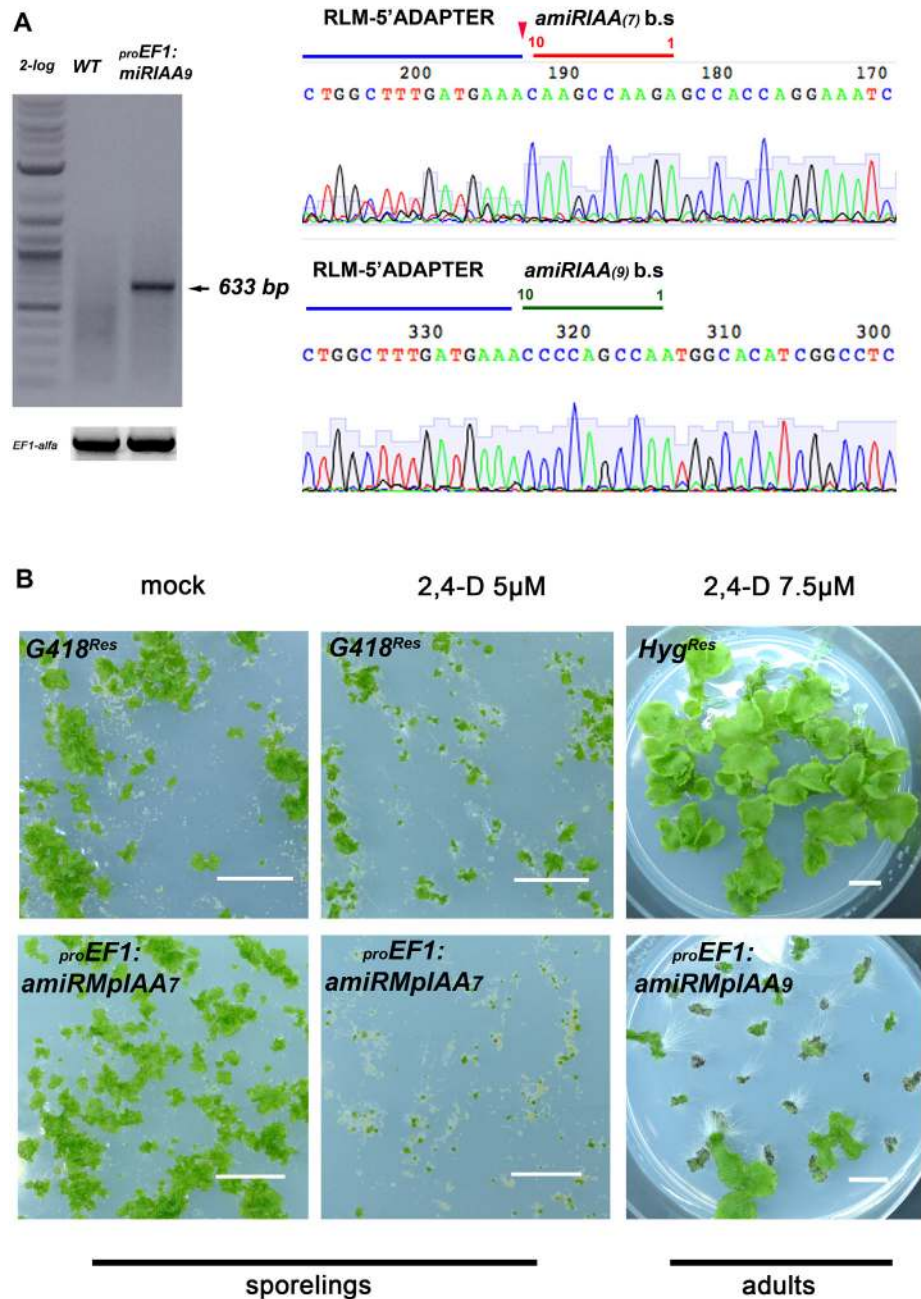 A
2-log WT proEF1: miRIAA9
633 bp
EF1-alfa
RLM-5'ADAPTER amiRIAA(7) b.s
10 1
200 190 180 170
CTGGCTTTGATGAAACAAGCCAAGAGCCACCAGGAAATC
RLM-5'ADAPTER amiRIAA(9) b.s
10 1
330 320 310 300
CTGGCTTTGATGAAACCCCAGCCAATGGCACATCGGCCTC
B
mock 2,4-D 5µM 2,4-D 7.5µM
G418Res G418Res HygRes
proEF1: amiRMpIAA7 proEF1: amiRMpIAA7 proEF1: amiRMpIAA9
sporelings adults